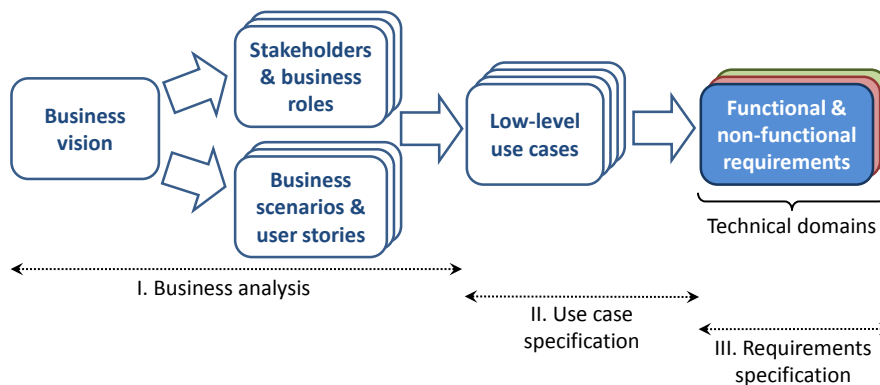 Business
vision
Stakeholders
& business
roles
Business
scenarios &
user stories
Low-level
use cases
Functional &
non-functional
requirements
Technical domains
I. Business analysis
II. Use case
specification
III. Requirements
specification